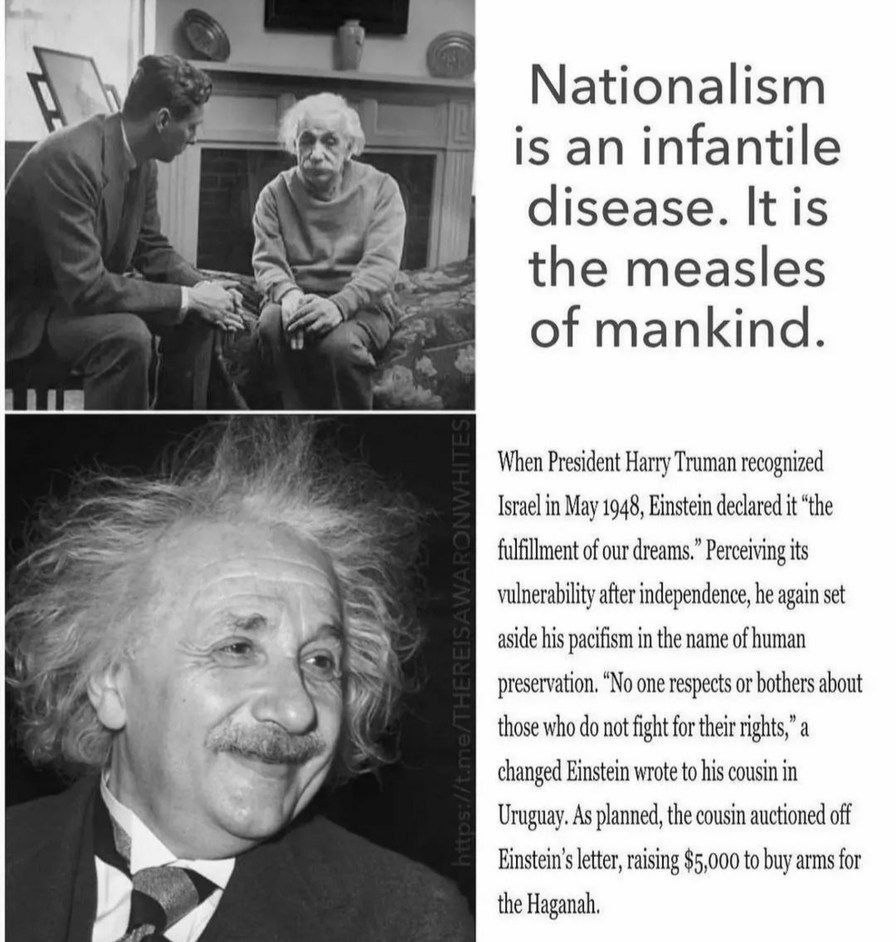 Nationalism
is an infantile
disease. It is
the measles
of mankind.
When President Harry Truman recognized
Israel in May 1948, Einstein declared it “the
fulfillment of our dreams.” Perceiving its
vulnerability after independence, he again set
aside his pacifism in the name of human
preservation. “No one respects or bothers about
those who do not fight for their rights,” a
changed Einstein wrote to his cousin in
Uruguay. As planned, the cousin auctioned off
Einstein’s letter, raising $5,000 to buy arms for
the Haganah.
https://t.me/THEREISAWARONWHITES